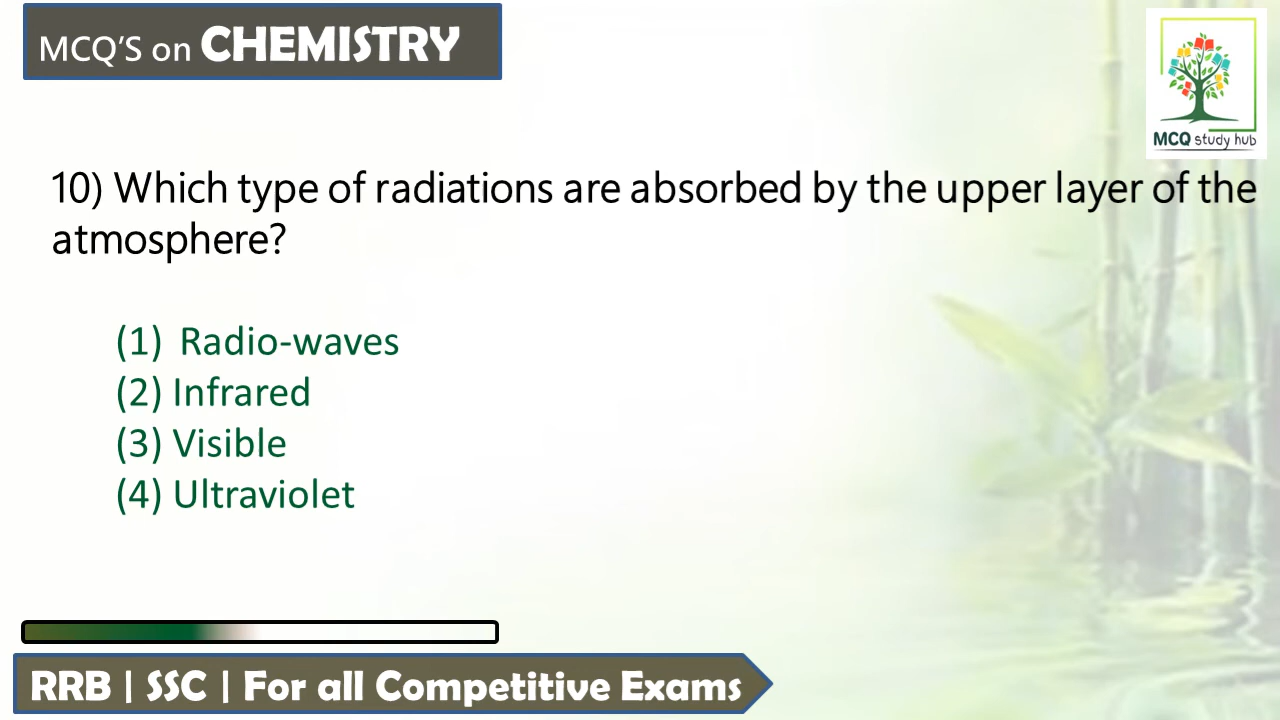 MCQ'S on CHEMISTRY
MCQ study hub
10) Which type of radiations are absorbed by the upper layer of the
atmosphere?
(1) Radio-waves
(2) Infrared
(3) Visible
(4) Ultraviolet
RRB | SSC | For all Competitive Exams